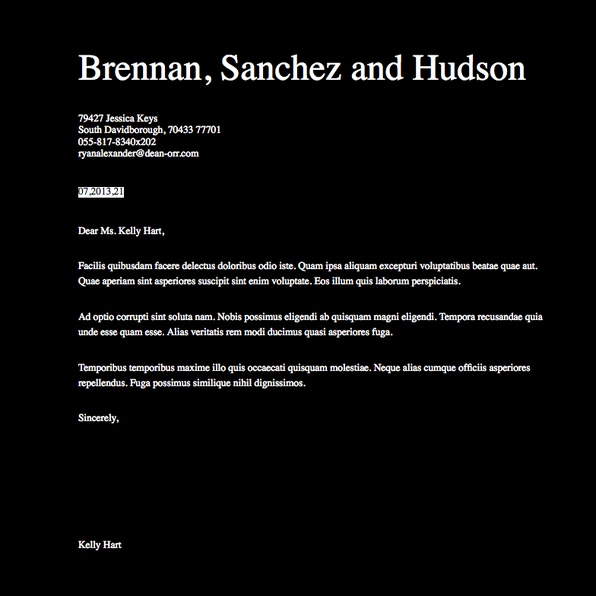 Brennan, Sanchez and Hudson
79427 Jessica Keys
South Davidborough, 70433 77701
055-817-8340x202
ryanalexander@dean-orr.com
07,2013,21
Dear Ms. Kelly Hart,
Facilis quibusdam facere delectus doloribus odio iste. Quam ipsa aliquam excepturi voluptatibus beatae quae aut.
Quae aperiam sint asperiores suscipit sint enim voluptate. Eos illum quis laborum perspiciatis.
Ad optio corrupti sint soluta nam. Nobis possimus eligendi ab quisquam magni eligendi. Tempora recusandae quia
unde esse quam esse. Alias veritatis rem modi ducimus quasi asperiores fuga.
Temporibus temporibus maxime illo quis occaecati quisquam molestiae. Neque alias cumque officiis asperiores
repellendus. Fuga possimus similique nihil dignissimos.
Sincerely,
Kelly Hart